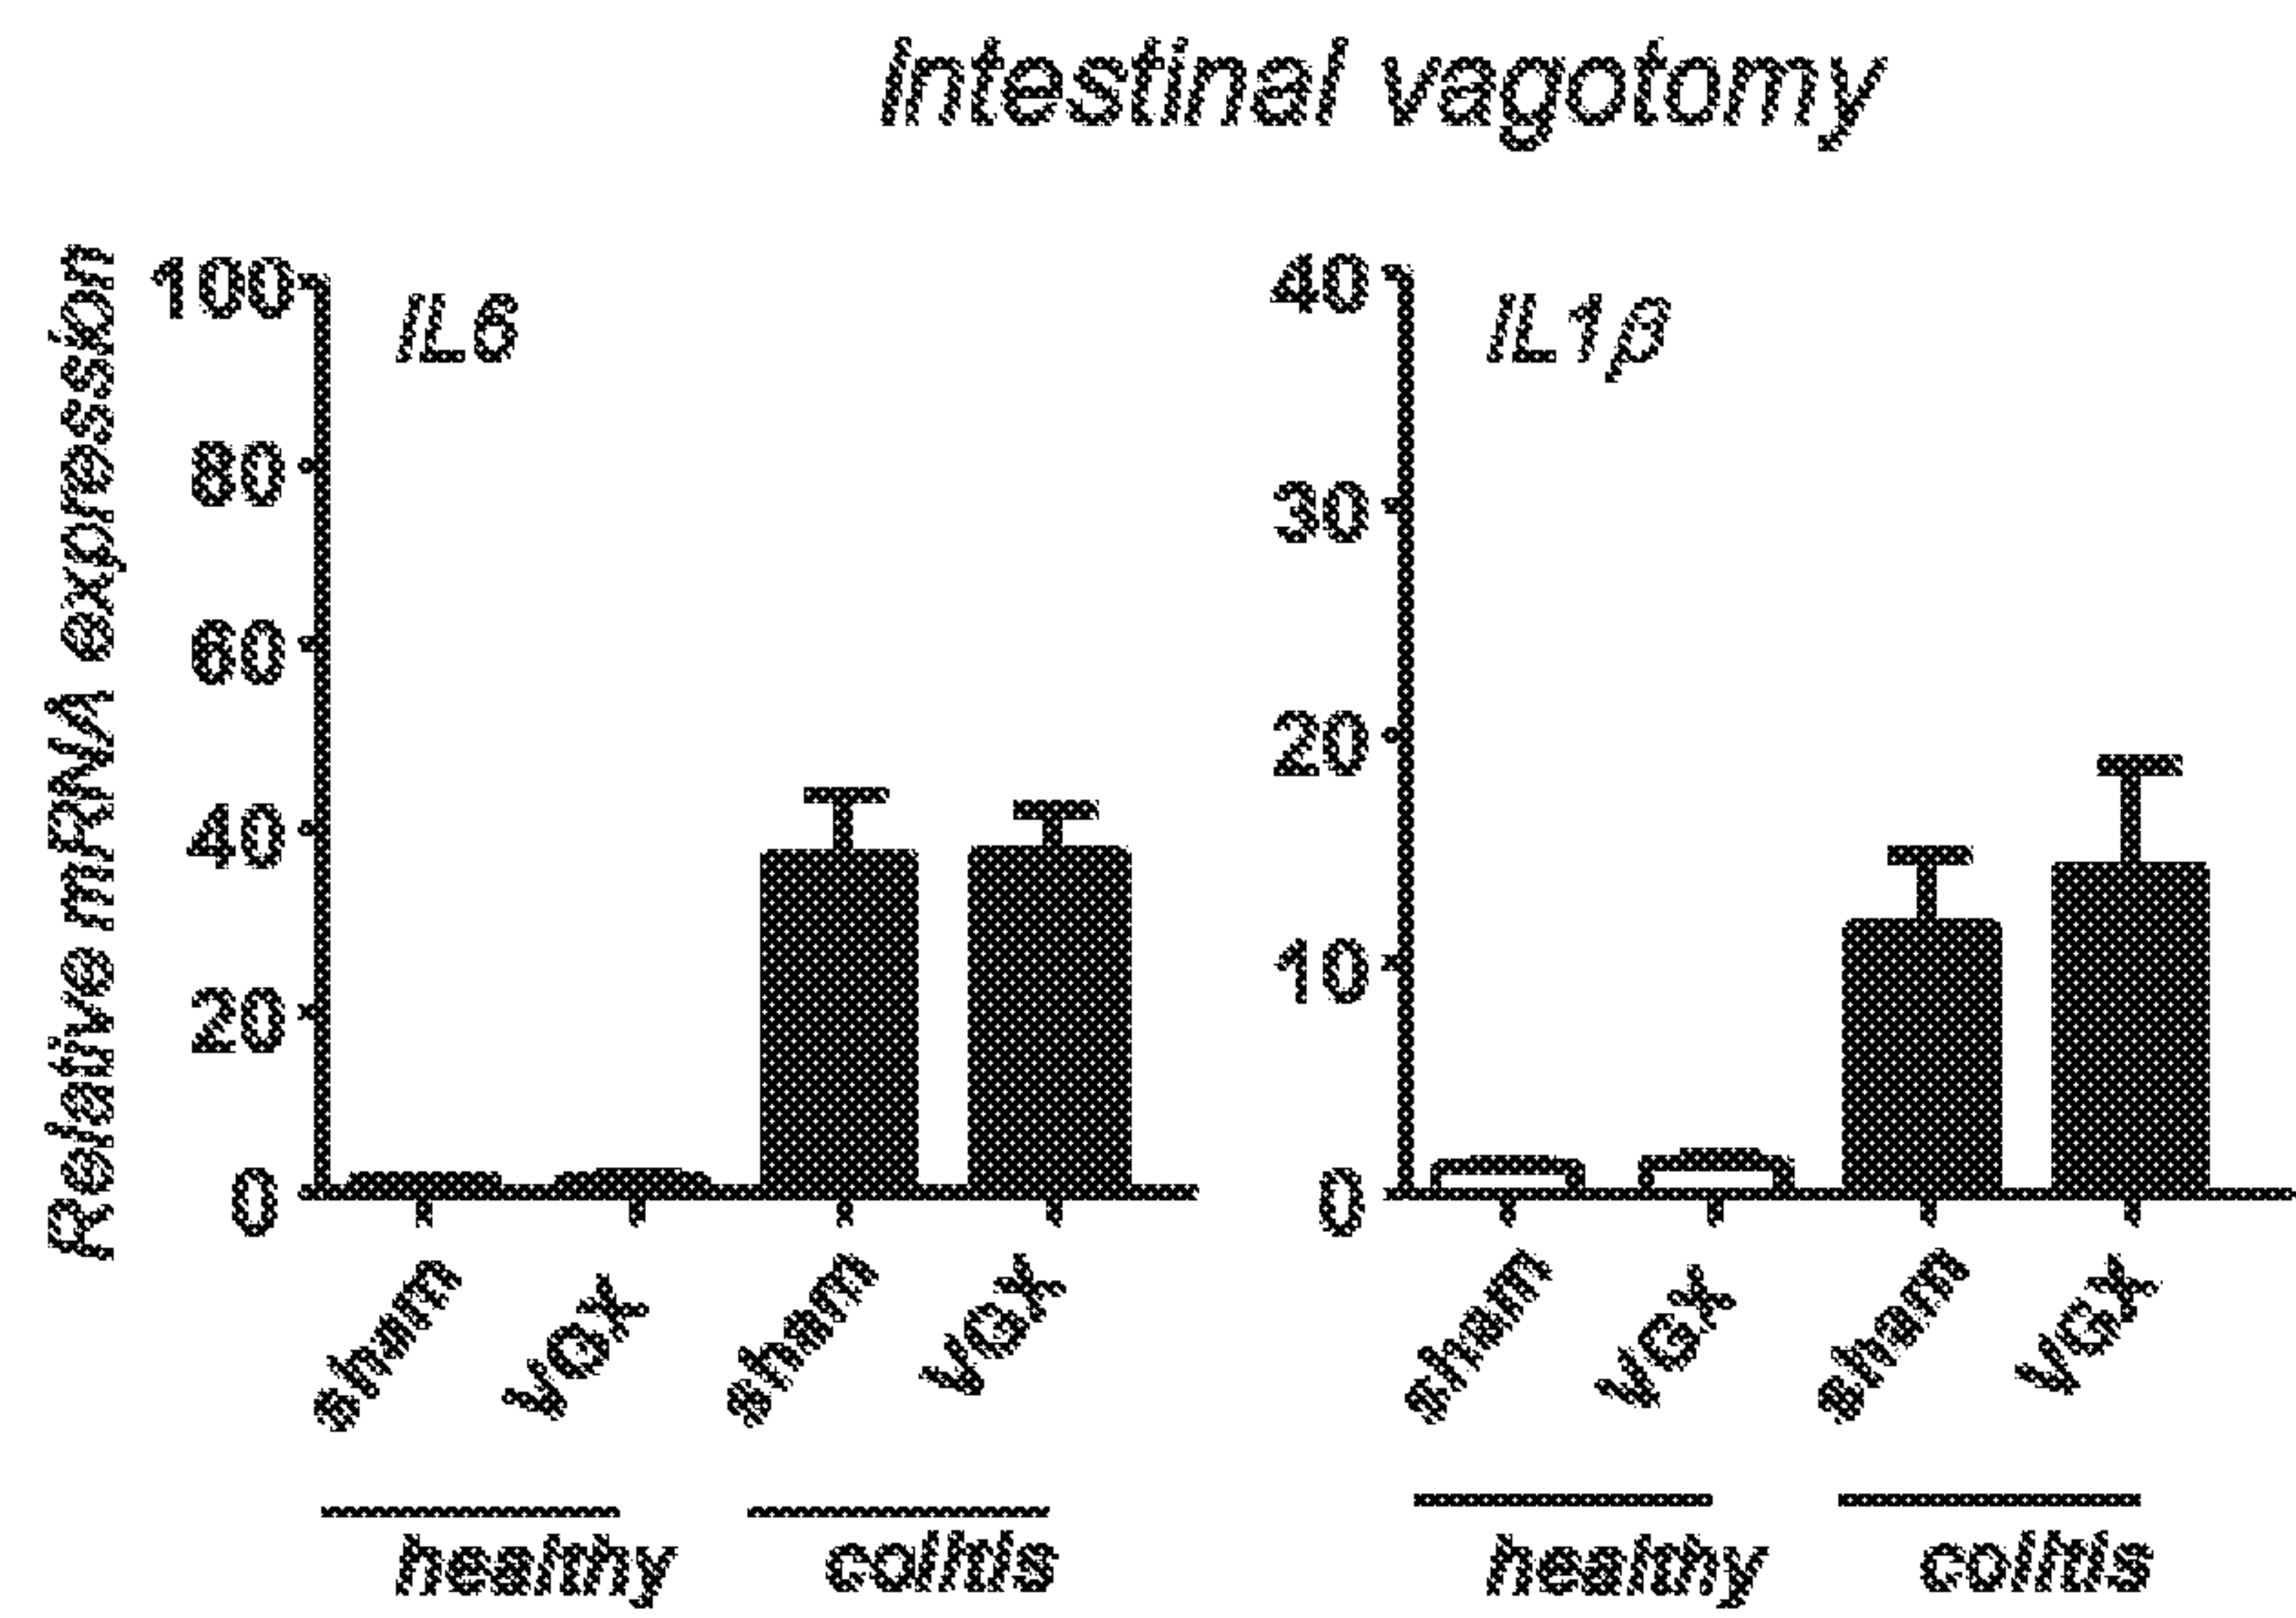 Intestinal vagotomy
Relative mRNA expression
IL6
100
80
60
40
20
0
sham
VGX
sham
VGX
healthy
colitis
IL1β
40
30
20
10
0
sham
VGX
sham
VGX
healthy
colitis